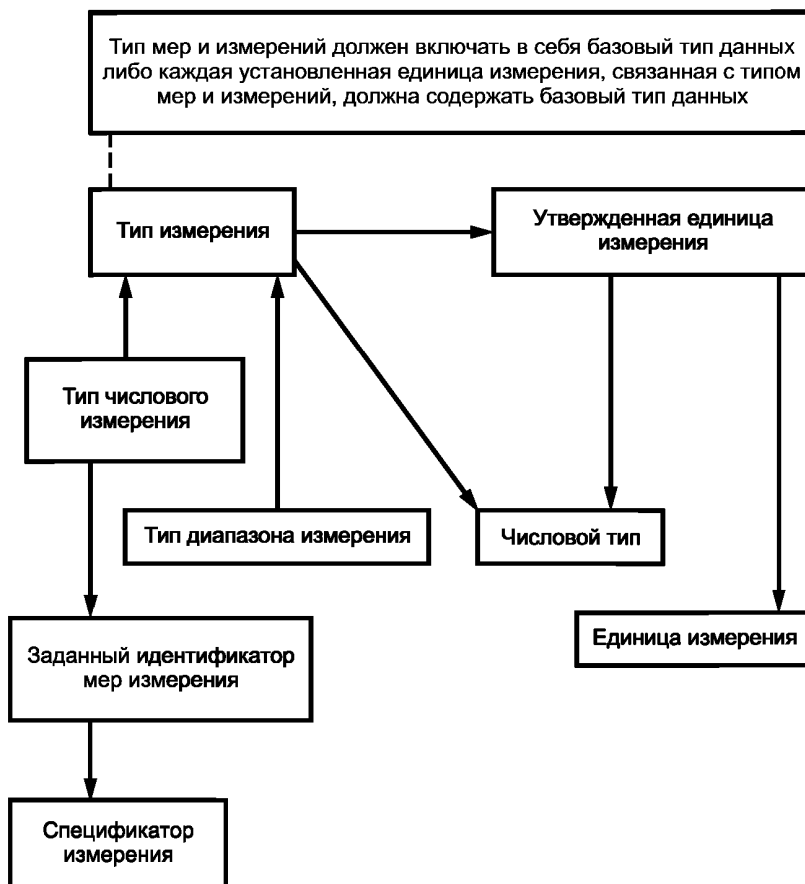 Тип мер и измерений должен включать в себя базовый тип данных
либо каждая установленная единица измерения, связанная с типом
мер и измерений, должна содержать базовый тип данных
Тип измерения
Утвержденная единица
измерения
Тип числового
измерения
Тип диапазона измерения
Числовой тип
Заданный идентификатор
мер измерения
Единица измерения
Спецификатор
измерения